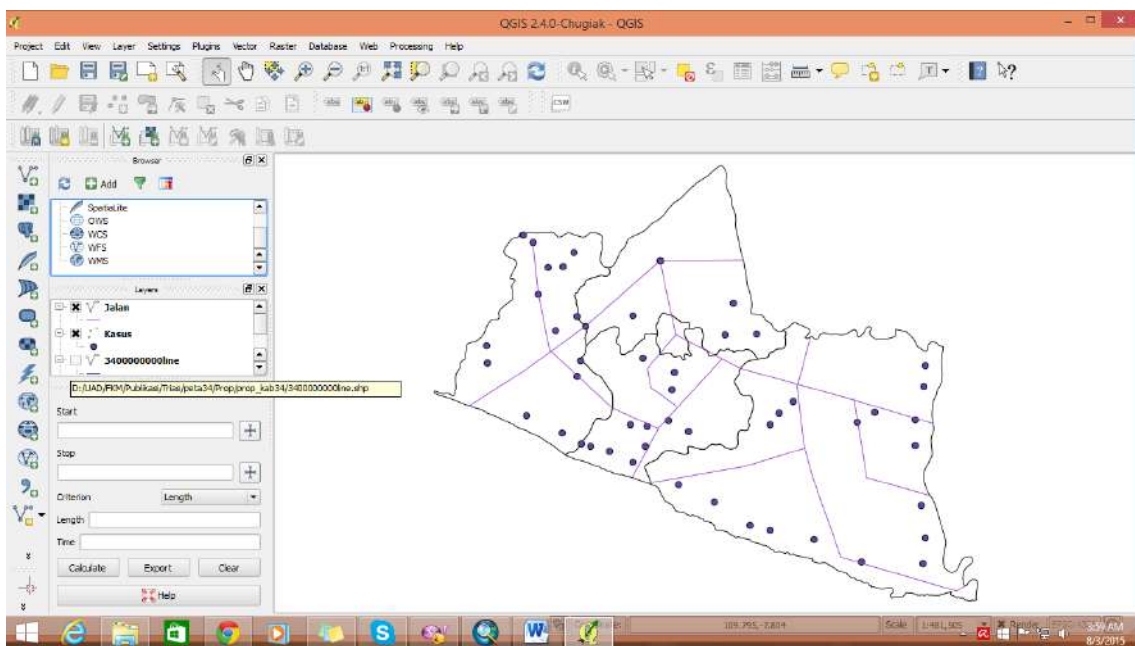 QGIS 2.4.0-Chugiak - QGIS
Project Edit View Layer Settings Plugins Vector Raster Database Web Processing Help
CSW
Browser
Add
SpatiaLite
OWS
WCS
WFS
WMS
Layers
Jalan
Kasus
3400000000line
D:/UAD/FKM/Publikasi/Trias/peta34/Prop/prop_kab34/3400000000line.shp
Start
Stop
Criterion Length
Length
Time
Calculate Export Clear
Help
Scale Render
3:59 AM
8/3/2015